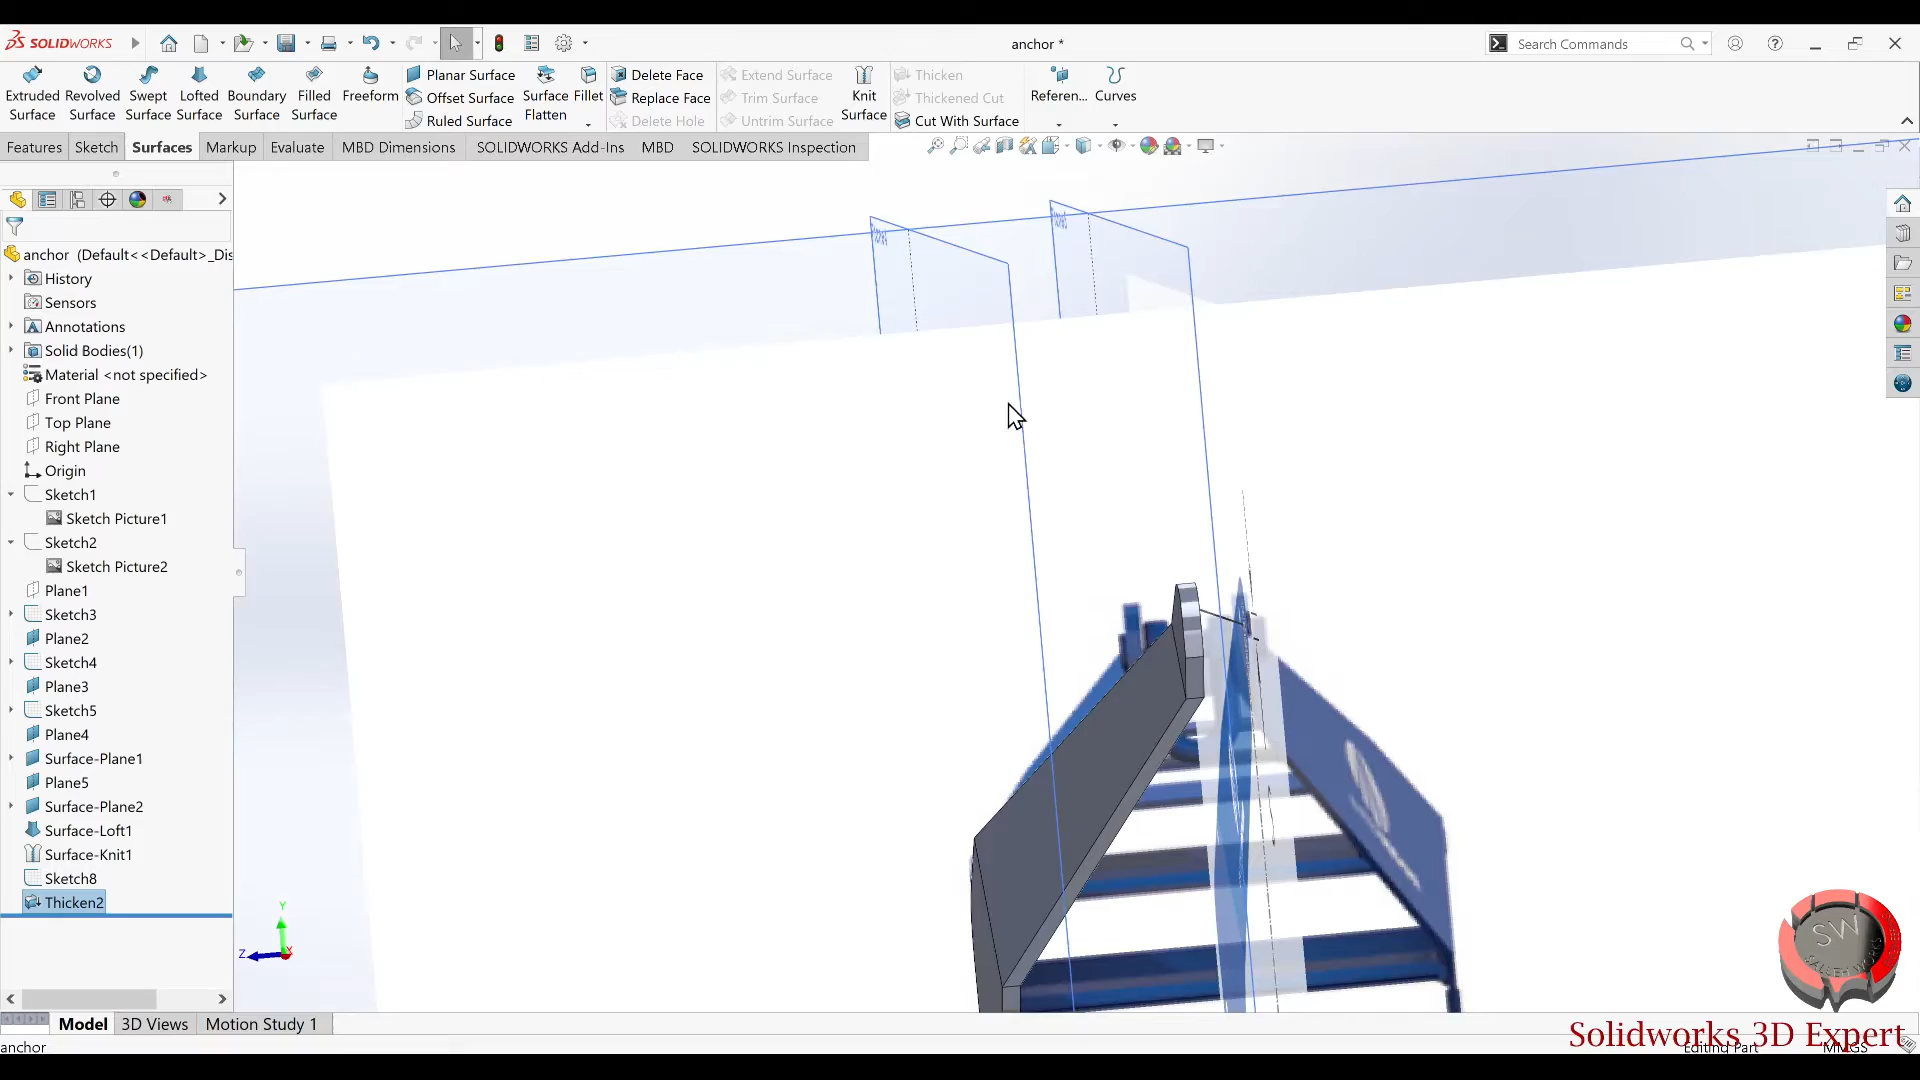 SOLIDWORKS
anchor *
Search Commands
Extruded Surface
Revolved Surface
Swept Surface
Lofted Surface
Boundary Surface
Filled Surface
Freeform
Planar Surface
Offset Surface
Ruled Surface
Surface Flatten
Fillet
Delete Face
Replace Face
Delete Hole
Extend Surface
Trim Surface
Untrim Surface
Knit Surface
Thicken
Thickened Cut
Cut With Surface
Referen...
Curves
Features
Sketch
Surfaces
Markup
Evaluate
MBD Dimensions
SOLIDWORKS Add-Ins
MBD
SOLIDWORKS Inspection
anchor (Default<<Default>_Dis
History
Sensors
Annotations
Solid Bodies(1)
Material <not specified>
Front Plane
Top Plane
Right Plane
Origin
Sketch1
Sketch Picture1
Sketch2
Sketch Picture2
Plane1
Sketch3
Plane2
Sketch4
Plane3
Sketch5
Plane4
Surface-Plane1
Plane5
Surface-Plane2
Surface-Loft1
Surface-Knit1
Sketch8
Thicken2
Y
Z
X
SW
Model
3D Views
Motion Study 1
Solidworks 3D Expert
anchor
Editing Part
MMGS